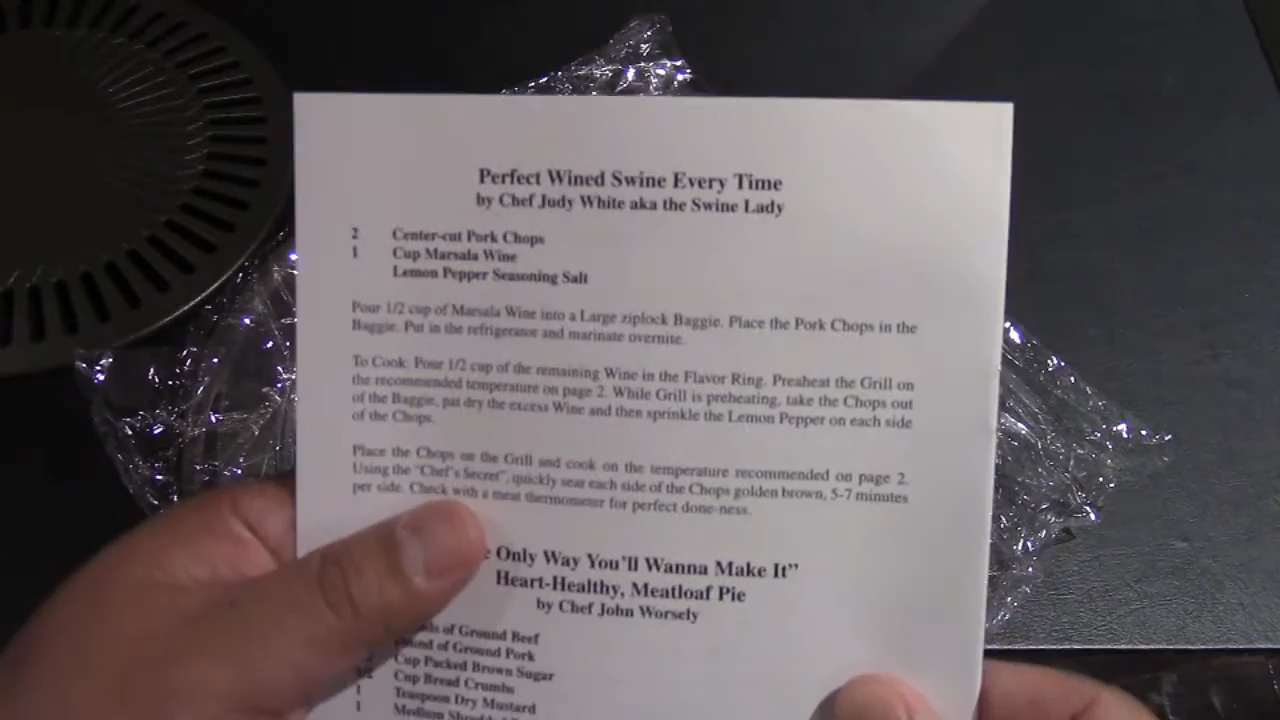 Perfect Wined Swine Every Time
by Chef Judy White aka the Swine Lady
2 Center-cut Pork Chops
1 Cup Marsala Wine
Lemon Pepper Seasoning Salt
Pour 1/2 cup of Marsala Wine into a Large ziplock Baggie. Place the Pork Chops in the
Baggie. Put in the refrigerator and marinate overnite.
To Cook: Pour 1/2 cup of the remaining Wine in the Flavor Ring. Preheat the Grill on
the recommended temperature on page 2. While Grill is preheating, take the Chops out
of the Baggie, pat dry the excess Wine and then sprinkle the Lemon Pepper on each side
of the Chops.
Place the Chops on the Grill and cook on the temperature recommended on page 2.
Using the "Chef's Secret", quickly sear each side of the Chops golden brown, 5-7 minutes
per side. Check with a meat thermometer for perfect done-ness.
Only Way You'll Wanna Make It"
Heart-Healthy, Meatloaf Pie
by Chef John Worsely
of Ground Beef
of Ground Pork
Cup Packed Brown Sugar
Cup Bread Crumbs
1 Teaspoon Dry Mustard
1 Medium